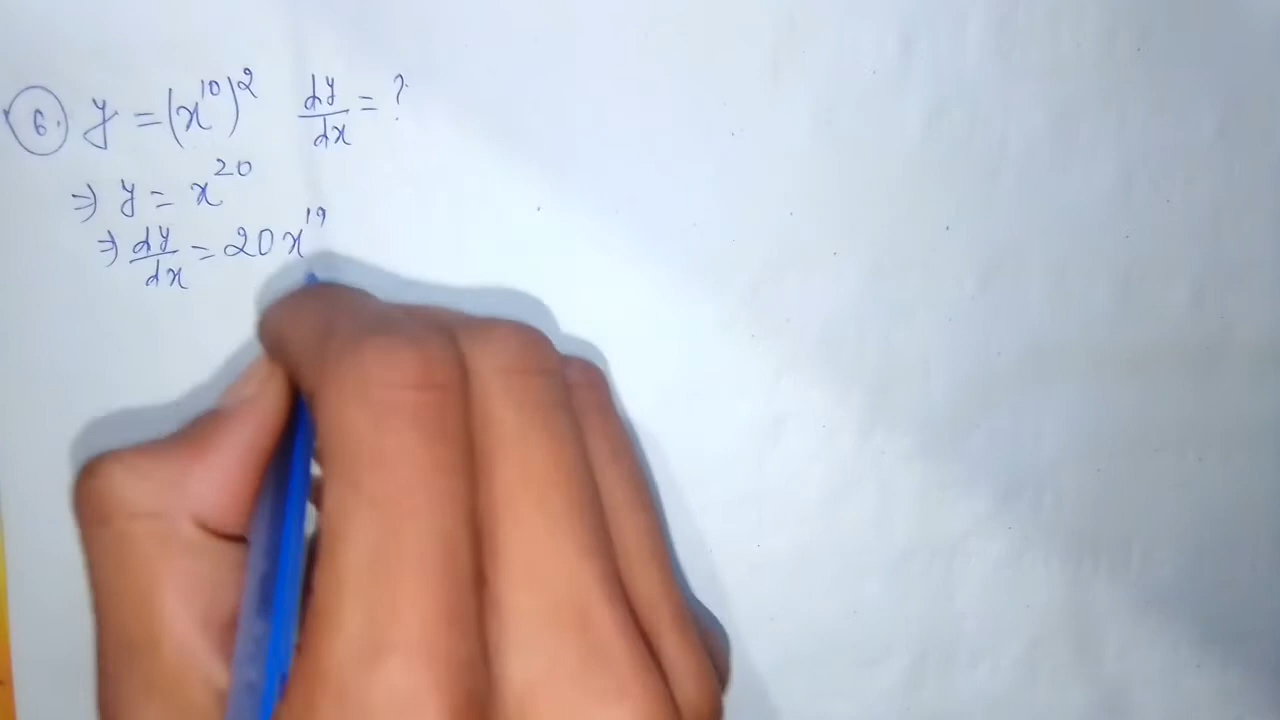 6. y = (x^10)^2 dy/dx = ?
⇒ y = x^20
⇒ dy/dx = 20x^19